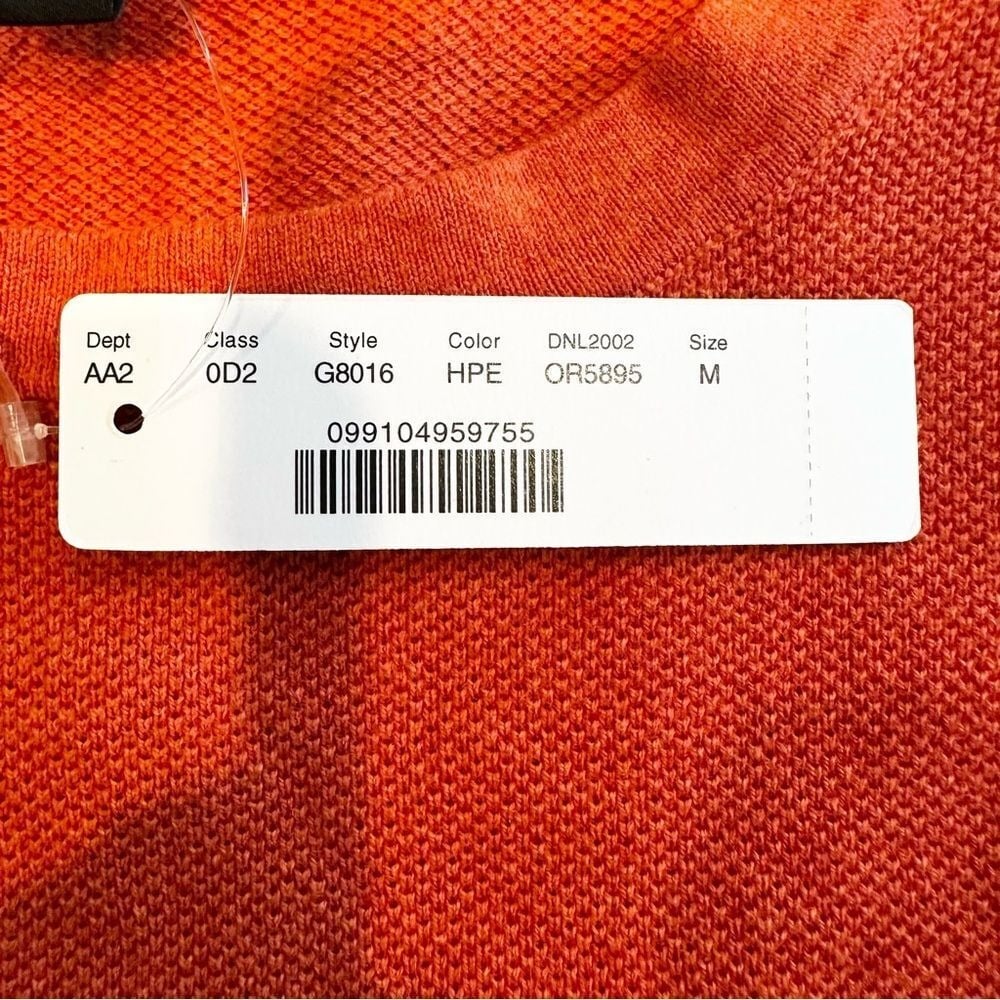 Dept Class Style Color DNL2002 Size
AA2 0D2 G8016 HPE OR5895 M
099104959755